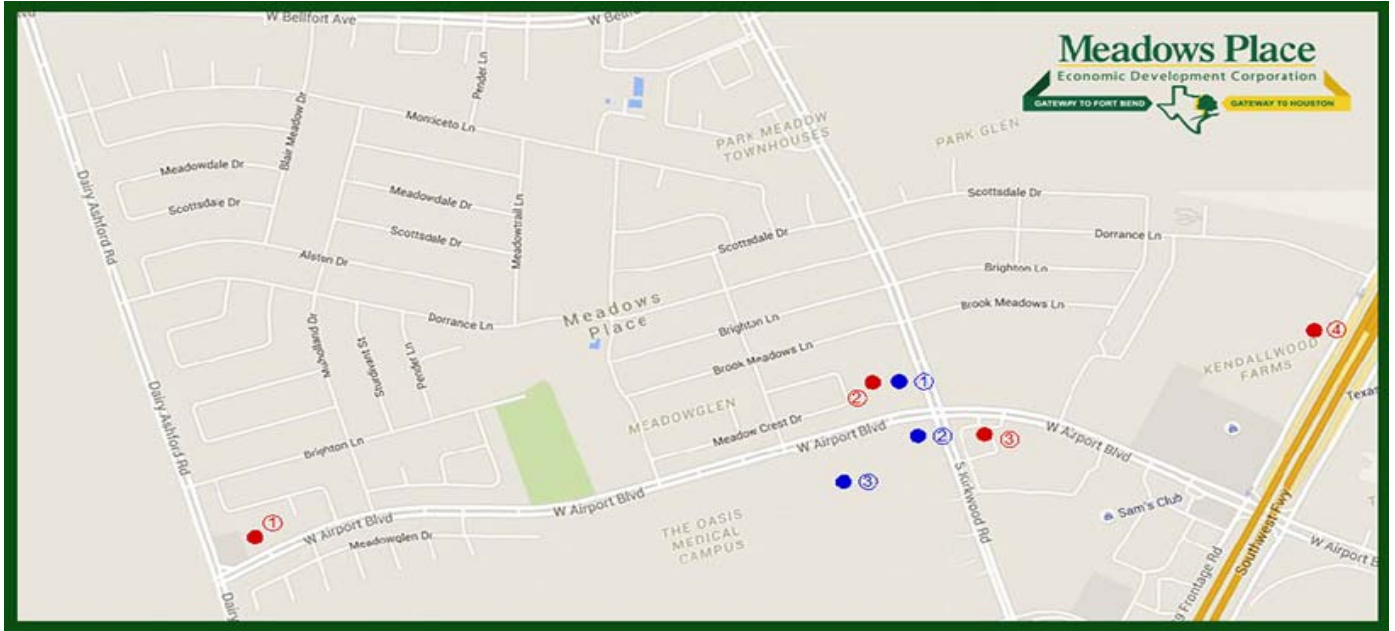 W Bellfort Ave
W Be
Meadows Place
Economic Development Corporation
GATEWAY TO FORT BEND
GATEWAY TO HOUSTON
Pender Ln
Blair Meadow Dr
Monticeto Ln
PARK MEADOW
TOWNHOUSES
PARK GLEN
Dairy Ashford Rd
Meadowdale Dr
Scottsdale Dr
Meadowdale Dr
Scottsdale Dr
Meadowtrail Ln
Scottsdale Dr
Scottsdale Dr
Dorrance Ln
Alston Dr
Brighton Ln
Brook Meadows Ln
Meadows
Place
Dorrance Ln
Brighton Ln
Brook Meadows Ln
Mulholland Dr
Sturdivant St
Pender Ln
④
KENDALLWOOD
FARMS
Texas
②
①
MEADOWGLEN
Meadow Crest Dr
W Airport Blvd
②
③
W Airport Blvd
Dairy Ashford Rd
Brighton Ln
③
S Kirkwood Rd
Sam's Club
①
W Airport Blvd
W Airport Blvd
Meadowglen Dr
THE OASIS
MEDICAL
CAMPUS
Southwest Fwy
Frontage Rd
W Airport B
Dairy